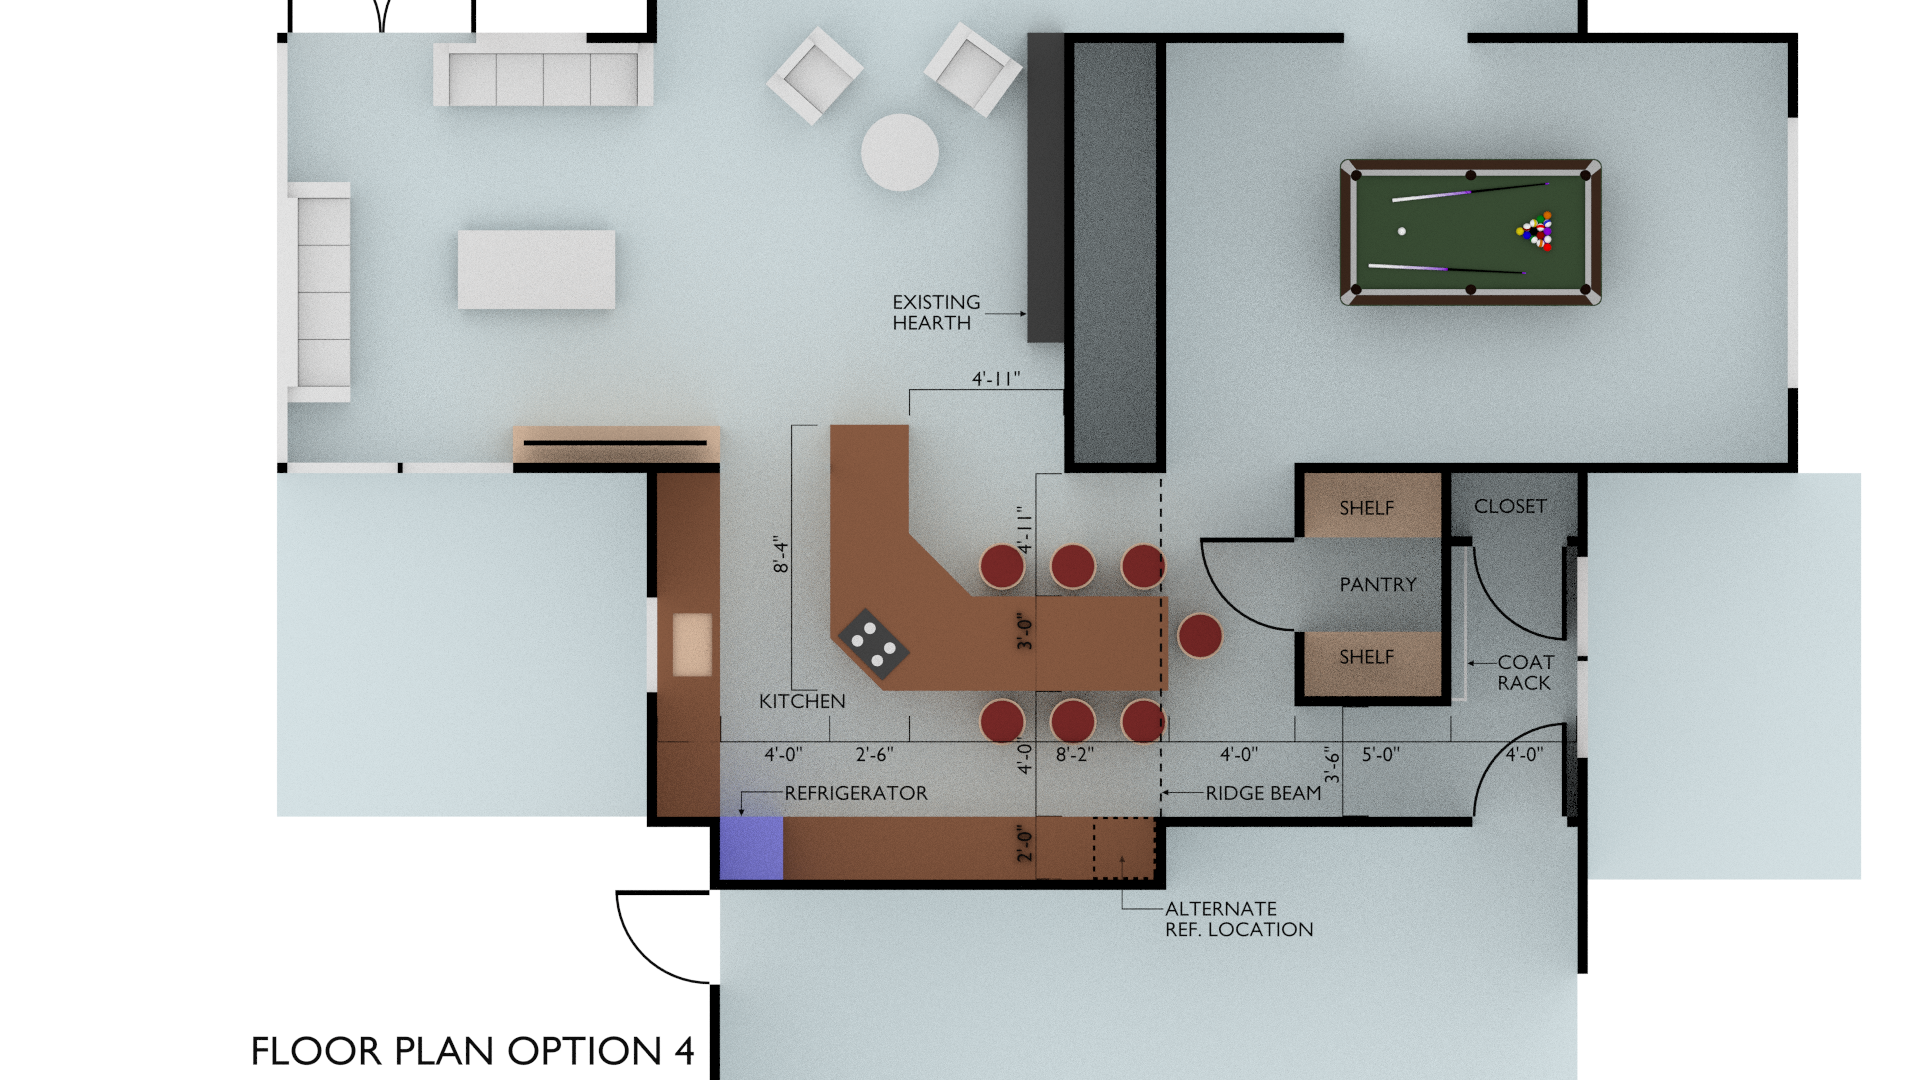 EXISTING
HEARTH
4'-11"
4'-11"
8'-4"
3'-0"
SHELF
CLOSET
PANTRY
SHELF
COAT
RACK
KITCHEN
4'-0"
2'-6"
4'-0"
8'-2"
4'-0"
3'-6"
5'-0"
4'-0"
REFRIGERATOR
RIDGE BEAM
2'-0"
ALTERNATE
REF. LOCATION
FLOOR PLAN OPTION 4